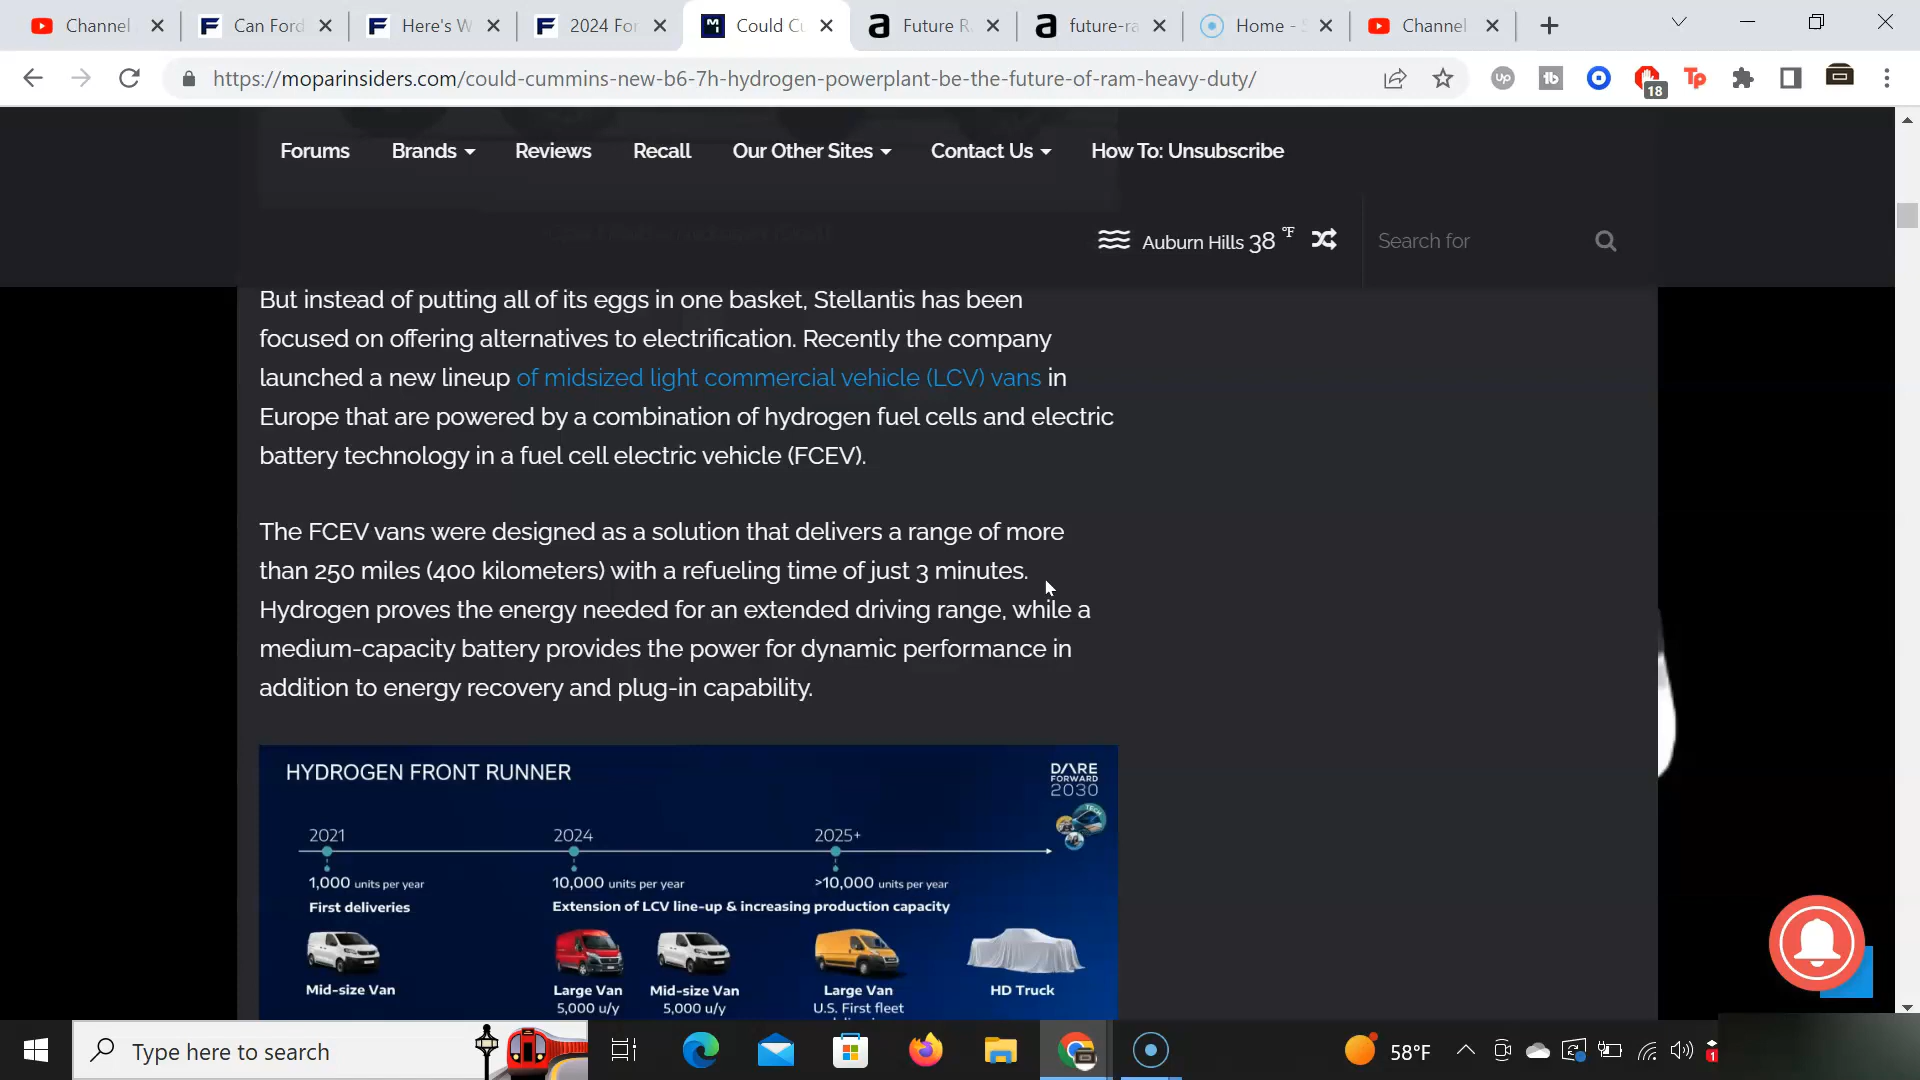 Channel
Can Ford
Here's W
2024 For
Could Cu
Future R
future-ra
Home -
Channel
https://moparinsiders.com/could-cummins-new-b6-7h-hydrogen-powerplant-be-the-future-of-ram-heavy-duty/
Up
tb
18
Tp
Forums
Brands
Reviews
Recall
Our Other Sites
Contact Us
How To: Unsubscribe
Auburn Hills 38 °F
Search for
But instead of putting all of its eggs in one basket, Stellantis has been
focused on offering alternatives to electrification. Recently the company
launched a new lineup of midsized light commercial vehicle (LCV) vans in
Europe that are powered by a combination of hydrogen fuel cells and electric
battery technology in a fuel cell electric vehicle (FCEV).
The FCEV vans were designed as a solution that delivers a range of more
than 250 miles (400 kilometers) with a refueling time of just 3 minutes.
Hydrogen proves the energy needed for an extended driving range, while a
medium-capacity battery provides the power for dynamic performance in
addition to energy recovery and plug-in capability.
HYDROGEN FRONT RUNNER
DARE
FORWARD
2030
TECH
2021
2024
2025+
1,000 units per year
10,000 units per year
>10,000 units per year
First deliveries
Extension of LCV line-up & increasing production capacity
Mid-size Van
Large Van
Mid-size Van
Large Van
HD Truck
5,000 u/y
5,000 u/y
U.S. First fleet
Type here to search
58°F
1